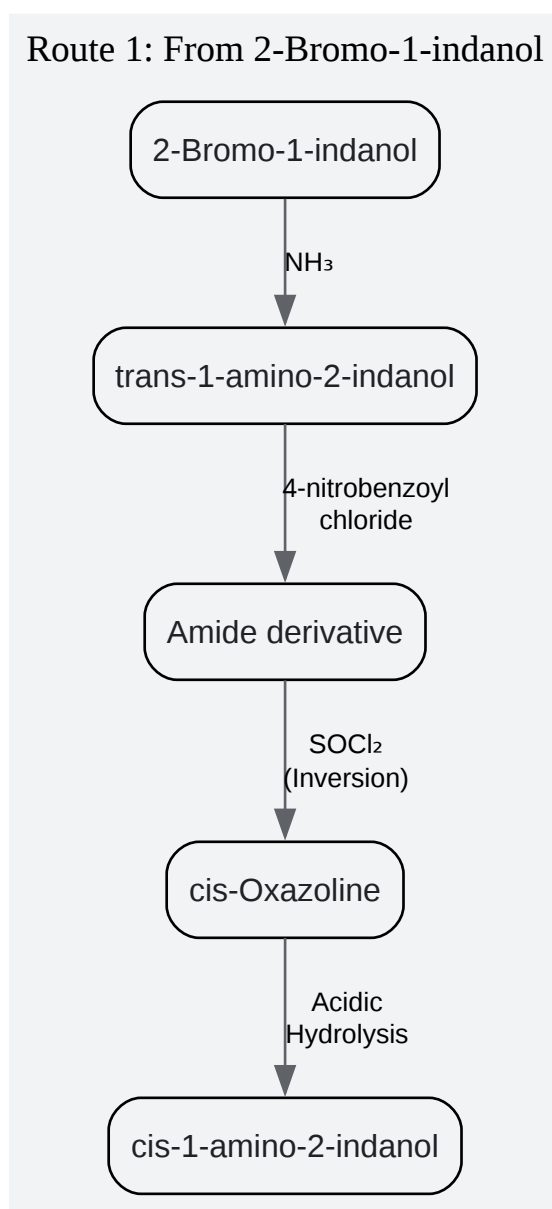 Route 1: From 2-Bromo-1-indanol
2-Bromo-1-indanol
NH₃
trans-1-amino-2-indanol
4-nitrobenzoyl
chloride
Amide derivative
SOCl₂
(Inversion)
cis-Oxazoline
Acidic
Hydrolysis
cis-1-amino-2-indanol